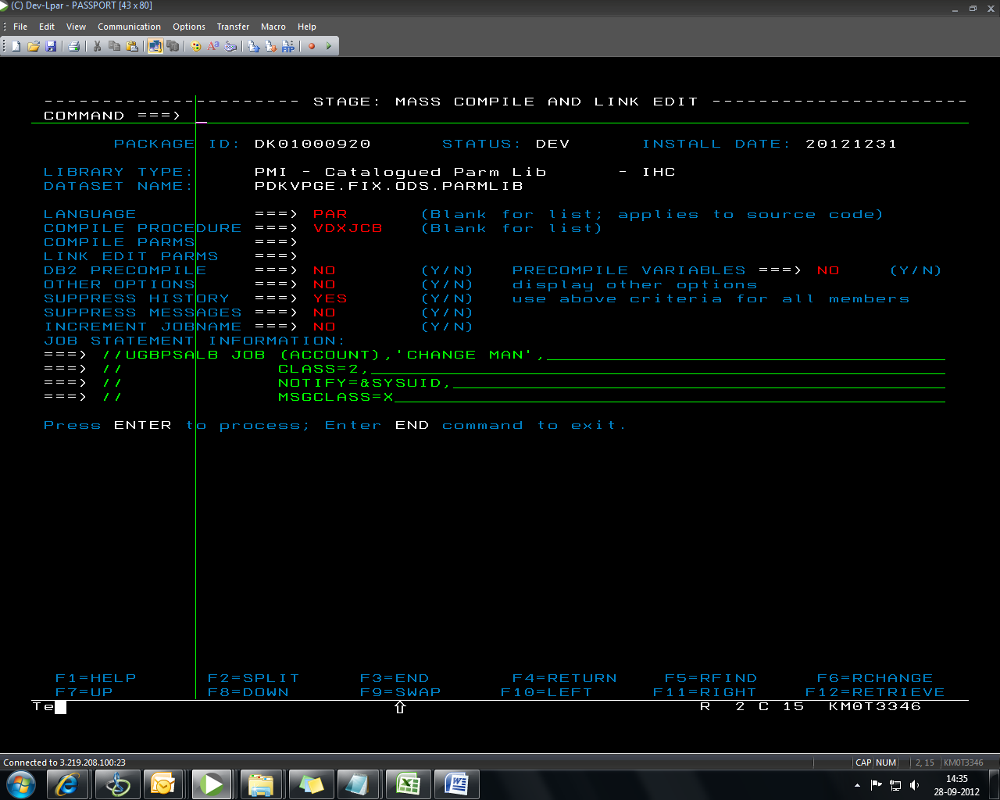 (C) Dev-Lpar - PASSPORT [43 x 80]
File Edit View Communication Options Transfer Macro Help
---------------------- STAGE: MASS COMPILE AND LINK EDIT ----------------------
COMMAND ===> _
PACKAGE ID: DK01000920 STATUS: DEV INSTALL DATE: 20121231
LIBRARY TYPE: PMI - Catalogued Parm Lib - IHC
DATASET NAME: PDKVPGE.FIX.ODS.PARMLIB
LANGUAGE ===> PAR (Blank for list; applies to source code)
COMPILE PROCEDURE ===> VDXJCB (Blank for list)
COMPILE PARMS ===>
LINK EDIT PARMS ===>
DB2 PRECOMPILE ===> NO (Y/N) PRECOMPILE VARIABLES ===> NO (Y/N)
OTHER OPTIONS ===> NO (Y/N) display other options
SUPPRESS HISTORY ===> YES (Y/N) use above criteria for all members
SUPPRESS MESSAGES ===> NO (Y/N)
INCREMENT JOBNAME ===> NO (Y/N)
JOB STATEMENT INFORMATION:
===> //UGBPSALB JOB (ACCOUNT),'CHANGE MAN',
===> // CLASS=2,
===> // NOTIFY=&SYSUID,
===> // MSGCLASS=X
Press ENTER to process; Enter END command to exit.
F1=HELP F2=SPLIT F3=END F4=RETURN F5=RFIND F6=RCHANGE
F7=UP F8=DOWN F9=SWAP F10=LEFT F11=RIGHT F12=RETRIEVE
Te R 2 C 15 KM0T3346
Connected to 3.219.208.100:23 CAP NUM 2, 15 KM0T3346
14:35
28-09-2012